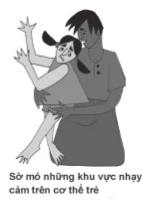 Sờ mó những khu vực nhạy
cảm trên cơ thể trẻ